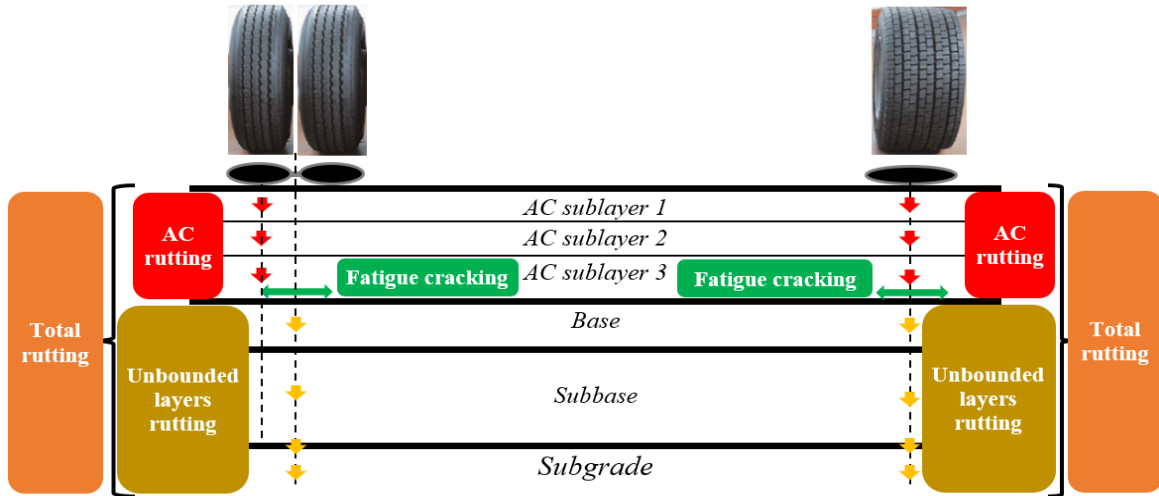 AC sublayer 1
AC
rutting
AC sublayer 2
AC
rutting
Fatigue cracking
AC sublayer 3
Fatigue cracking
Total
rutting
Base
Total
rutting
Unbounded
layers
rutting
Subbase
Unbounded
layers
rutting
Subgrade